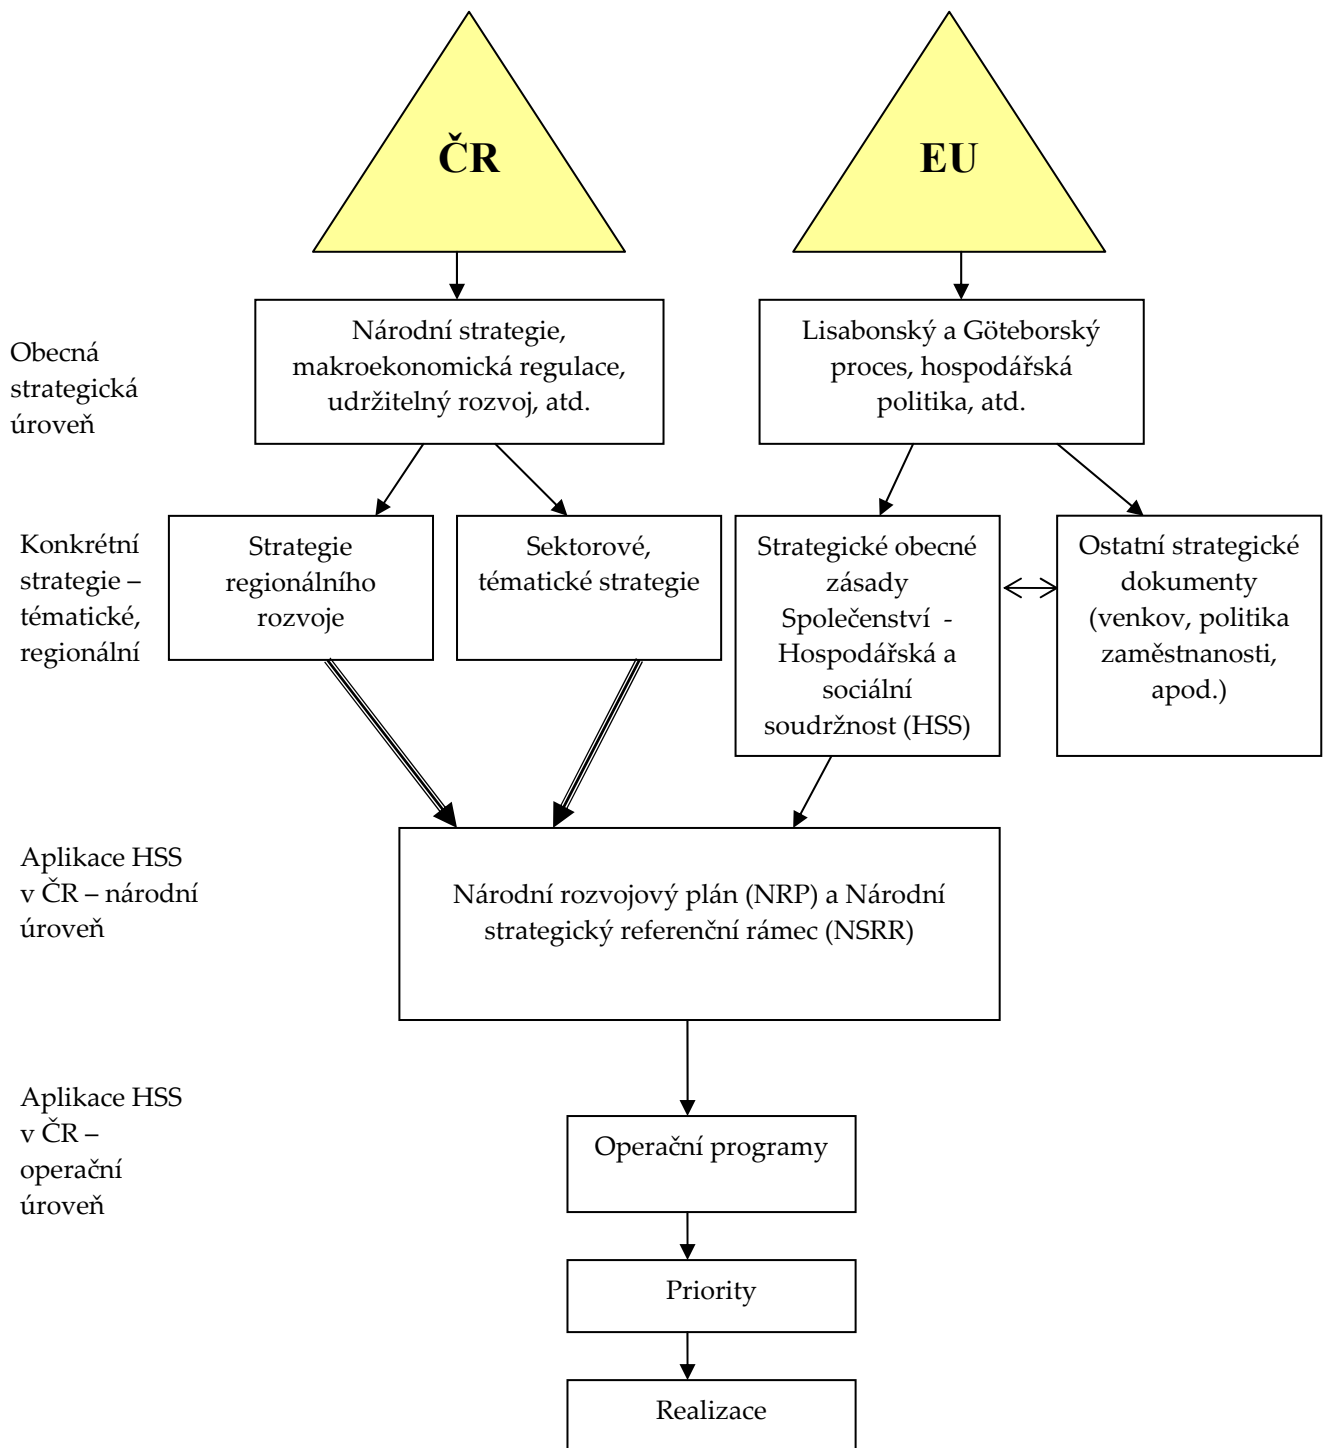 ČR
EU
Obecná
strategická
úroveň
Národní strategie,
makroekonomická regulace,
udržitelný rozvoj, atd.
Lisabonský a Göteborský
proces, hospodářská
politika, atd.
Konkrétní
strategie –
tématické,
regionální
Strategie
regionálního
rozvoje
Sektorové,
tématické strategie
Strategické obecné
zásady
Společenství -
Hospodářská a
sociální
soudržnost (HSS)
Ostatní strategické
dokumenty
(venkov, politika
zaměstnanosti,
apod.)
Aplikace HSS
v ČR – národní
úroveň
Národní rozvojový plán (NRP) a Národní
strategický referenční rámec (NSRR)
Aplikace HSS
v ČR –
operační
úroveň
Operační programy
Priority
Realizace